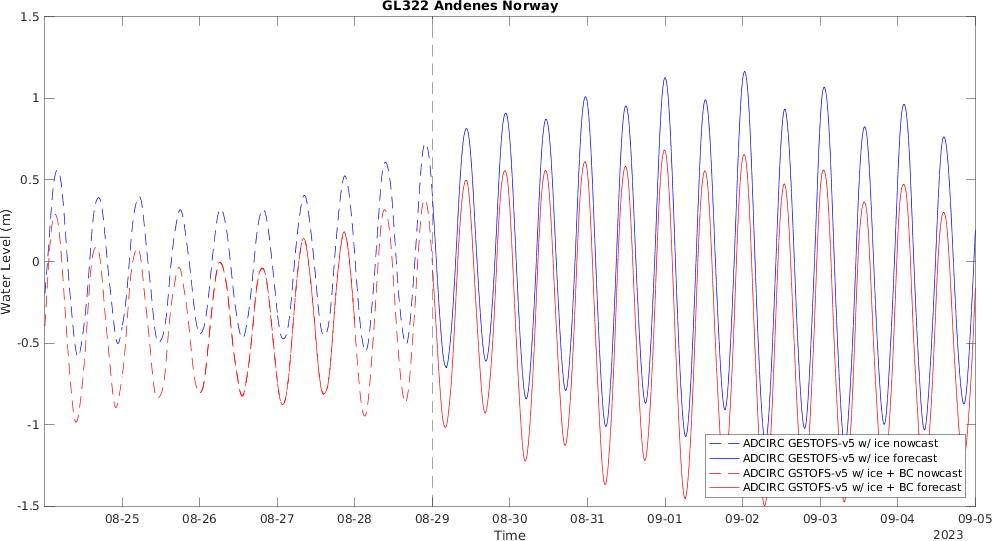 GL322 Andenes Norway
1.5
1
0.5
0
-0.5
-1
-1.5
Water Level (m)
ADCIRC GESTOFS-v5 w/ ice nowcast
ADCIRC GESTOFS-v5 w/ ice forecast
ADCIRC GSTOFS-v5 w/ ice + BC nowcast
ADCIRC GSTOFS-v5 w/ ice + BC forecast
08-25 08-26 08-27 08-28 08-29 08-30 08-31 09-01 09-02 09-03 09-04 09-05
Time
2023